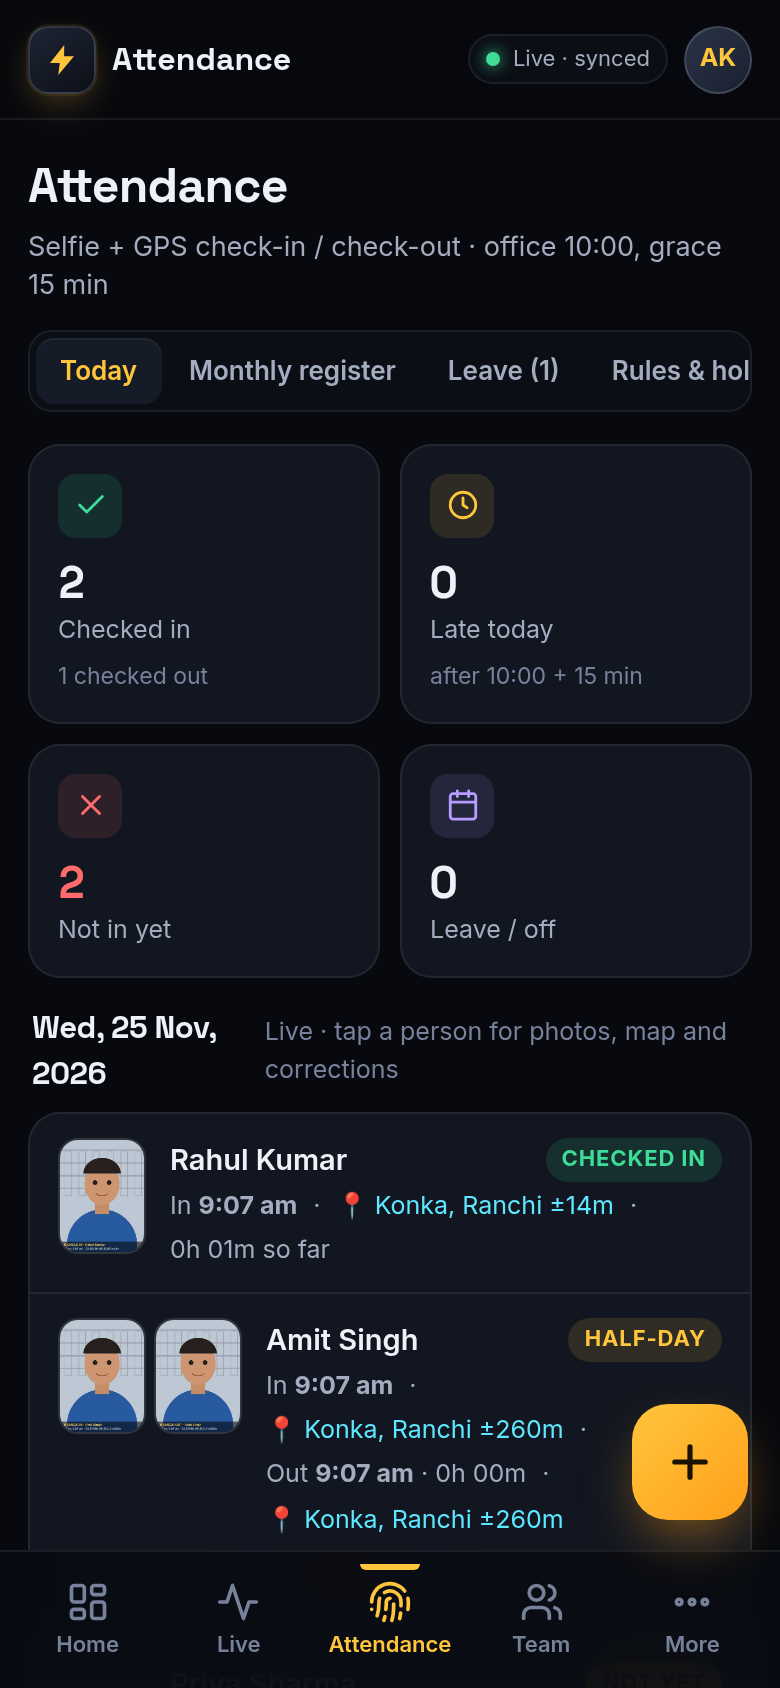 Attendance
Live · synced
AK
Attendance
Selfie + GPS check-in / check-out · office 10:00, grace
15 min
Today
Monthly register
Leave (1)
Rules & hol
2
Checked in
1 checked out
0
Late today
after 10:00 + 15 min
2
Not in yet
0
Leave / off
Wed, 25 Nov,
2026
Live · tap a person for photos, map and
corrections
Rahul Kumar
CHECKED IN
In 9:07 am · 📍 Konka, Ranchi ±14m ·
0h 01m so far
Amit Singh
HALF-DAY
In 9:07 am ·
📍 Konka, Ranchi ±260m ·
Out 9:07 am · 0h 00m ·
📍 Konka, Ranchi ±260m
Home
Live
Attendance
Team
More
Priya Sharma
NOT YET